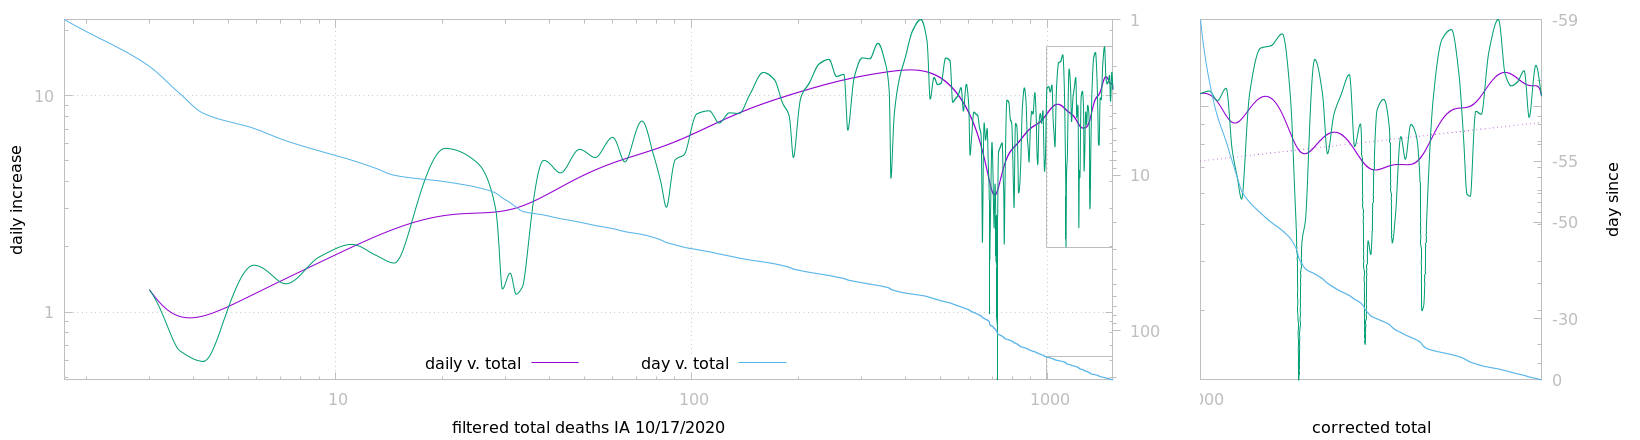 daily increase
10
1
daily v. total
day v. total
10
100
1000
filtered total deaths IA 10/17/2020
1
10
100
000
corrected total
-59
-55
-50
-30
0
day since